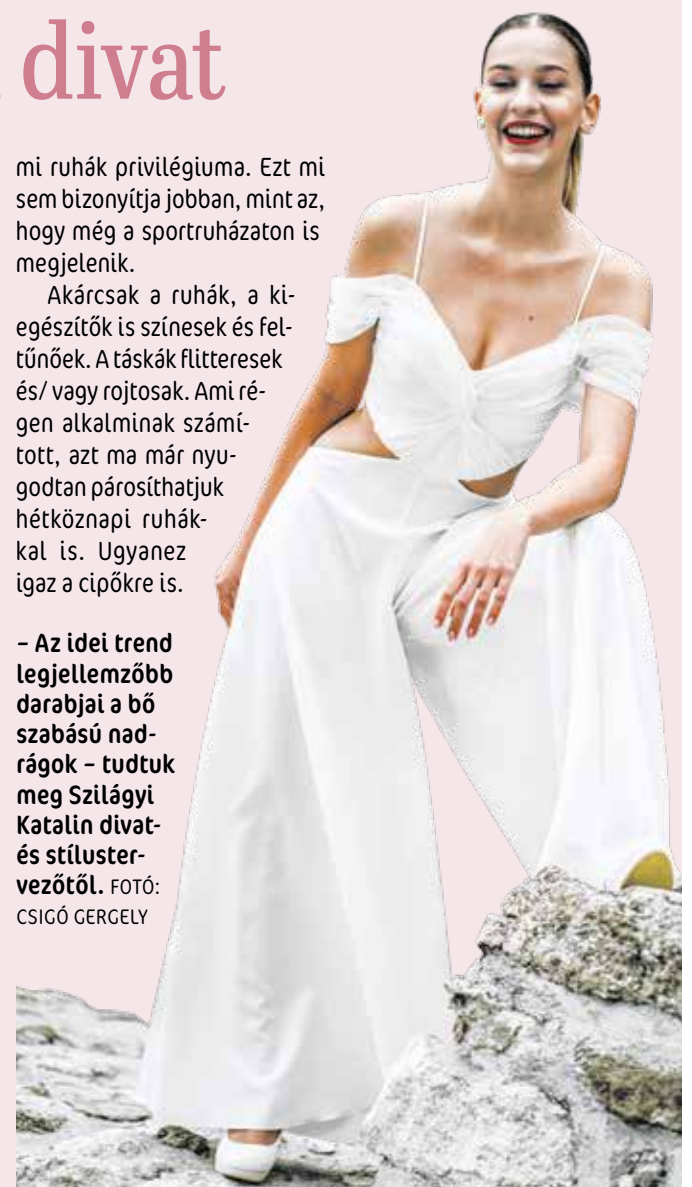 divat
mi ruhák privilégiuma. Ezt mi
sem bizonyítja jobban, mint az,
hogy még a sportruházaton is
megjelenik.
Akárcsak a ruhák, a ki-
egészítők is színesek és fel-
tűnőek. A táskák flitteresek
és/ vagy rojtosak. Ami ré-
gen alkalminak számí-
tott, azt ma már nyu-
godtan párosíthatjuk
hétköznapi ruhák-
kal is. Ugyanez
igaz a cipőkre is.
– Az idei trend
legjellemzőbb
darabjai a bő
szabású nad-
rágok – tudtuk
meg Szilágyi
Katalin divat-
és stíluster-
vezőtől. FOTÓ:
CSIGÓ GERGELY